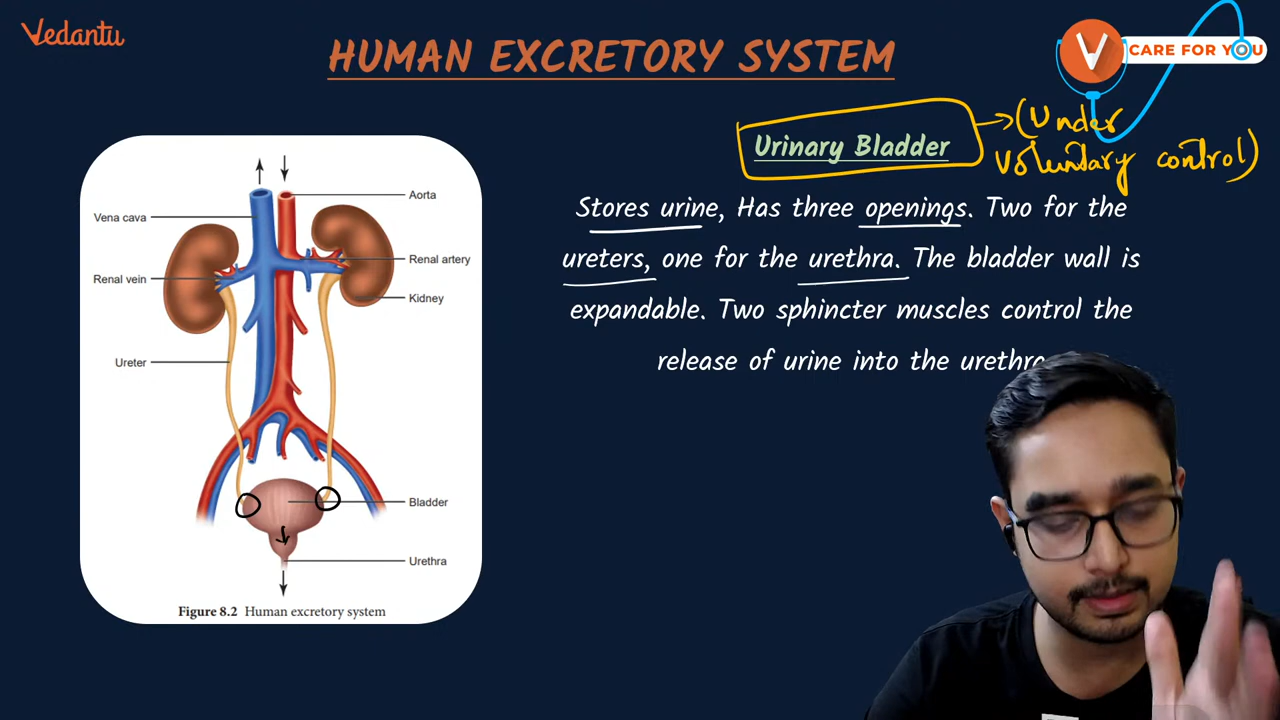 Vedantu
HUMAN EXCRETORY SYSTEM
V CARE FOR YOU
Urinary Bladder → (Under
Voluntary control)
Stores urine, Has three openings. Two for the
ureters, one for the urethra. The bladder wall is
expandable. Two sphincter muscles control the
release of urine into the urethra
Aorta
Vena cava
Renal artery
Renal vein
Kidney
Ureter
Bladder
Urethra
Figure 8.2 Human excretory system